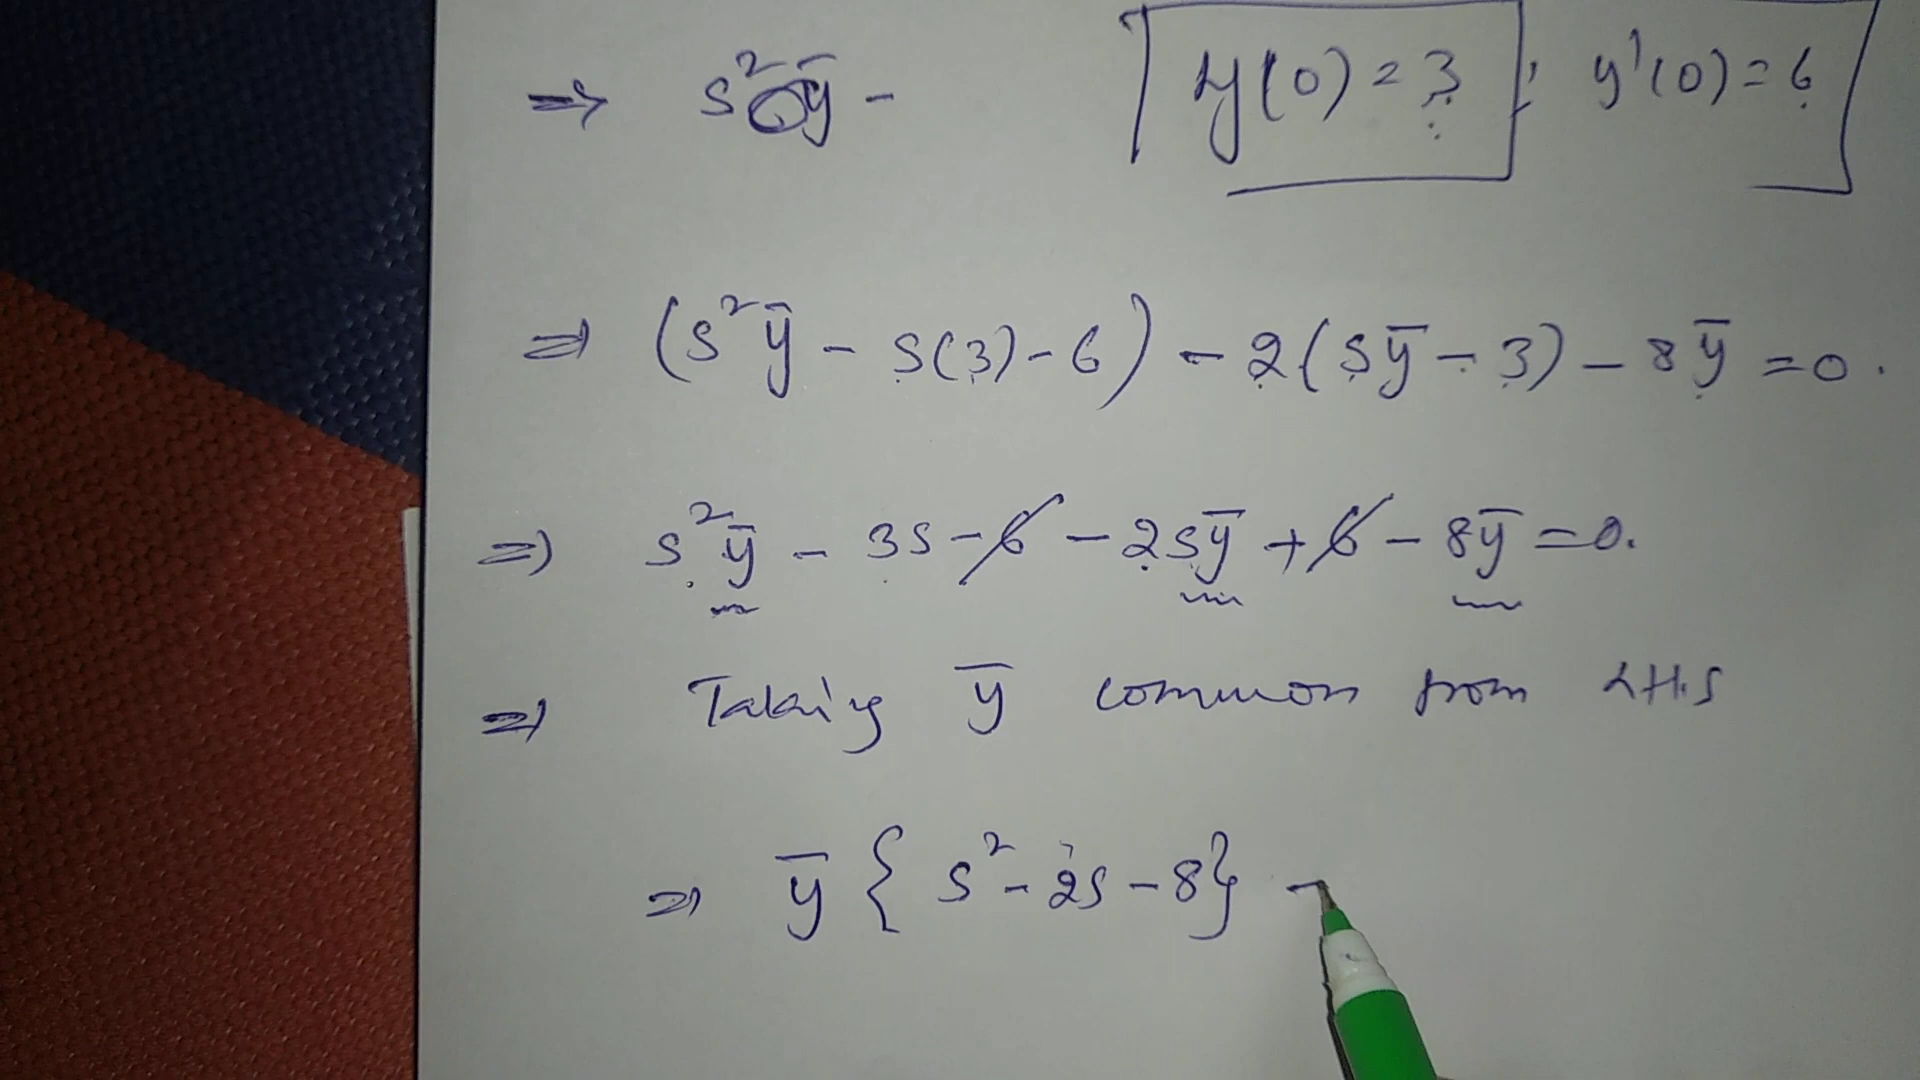 ⇒ s²ȳ - y(0) = 3 ; y'(0) = 6
⇒ (s²ȳ - s(3) - 6) - 2(sȳ - 3) - 8ȳ = 0.
⇒ s²ȳ - 3s - 6 - 2sȳ + 6 - 8ȳ = 0.
⇒ Taking ȳ common from LHS
⇒ ȳ { s² - 2s - 8} -